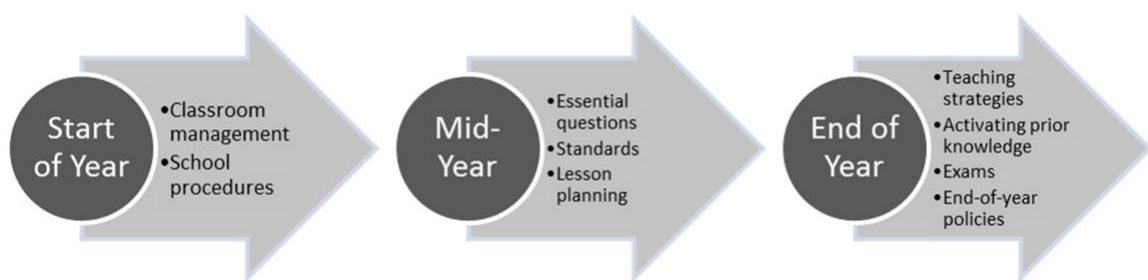 Start
of Year
•Classroom
management
•School
procedures
Mid-
Year
•Essential
questions
•Standards
•Lesson
planning
End of
Year
•Teaching
strategies
•Activating prior
knowledge
•Exams
•End-of-year
policies